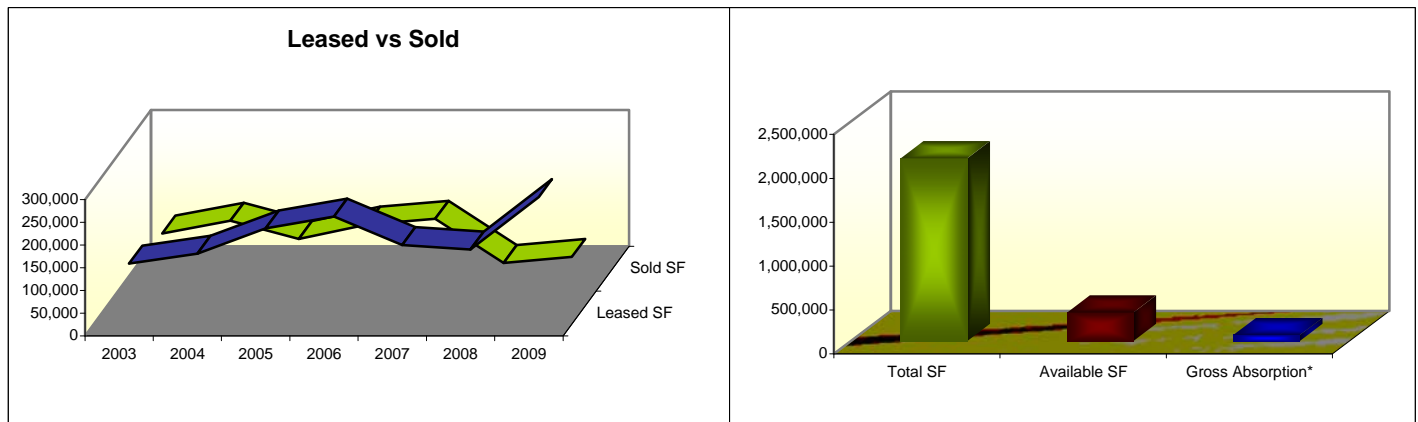 Leased vs Sold
300,000
250,000
200,000
150,000
100,000
50,000
0
2003 2004 2005 2006 2007 2008 2009
Sold SF
Leased SF
2,500,000
2,000,000
1,500,000
1,000,000
500,000
0
Total SF Available SF Gross Absorption*